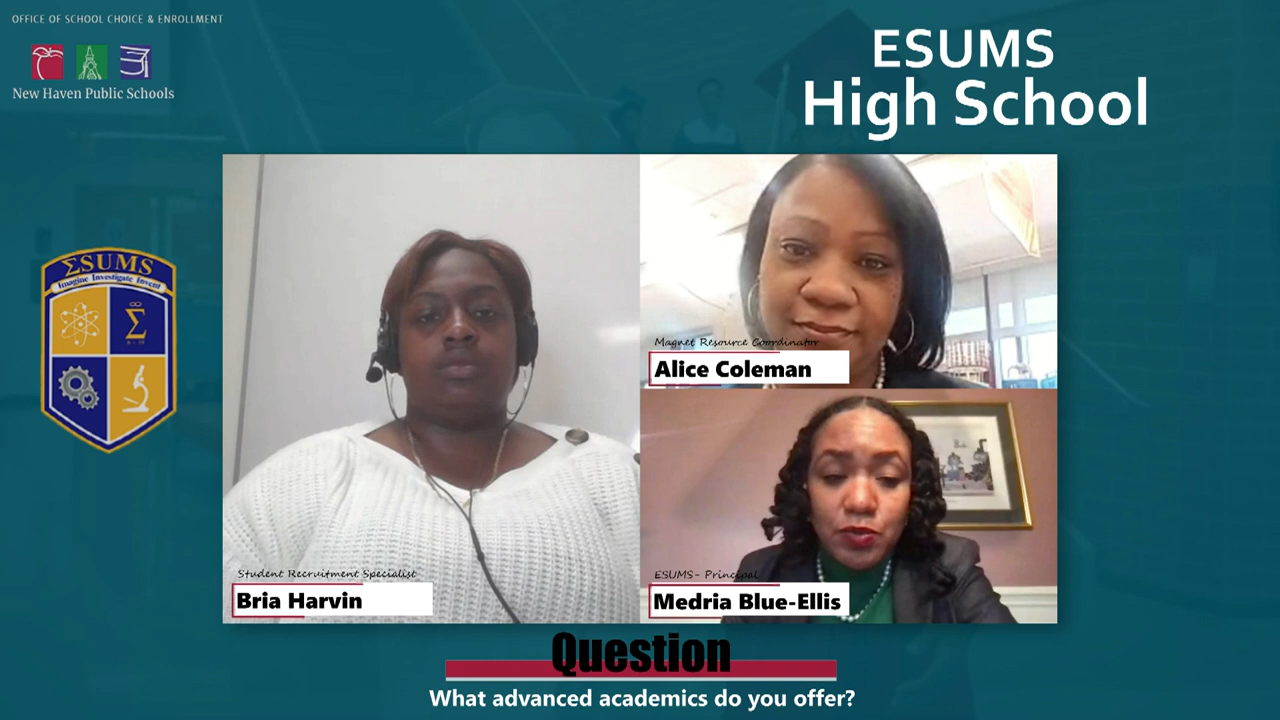 OFFICE OF SCHOOL CHOICE & ENROLLMENT
New Haven Public Schools
ESUMS
High School
ΣSUMS
Imagine Investigate Invent
Σ
Magnet Resource Coordinator
Alice Coleman
Student Recruitment Specialist
Bria Harvin
ESUMS- Principal
Medria Blue-Ellis
Question
What advanced academics do you offer?